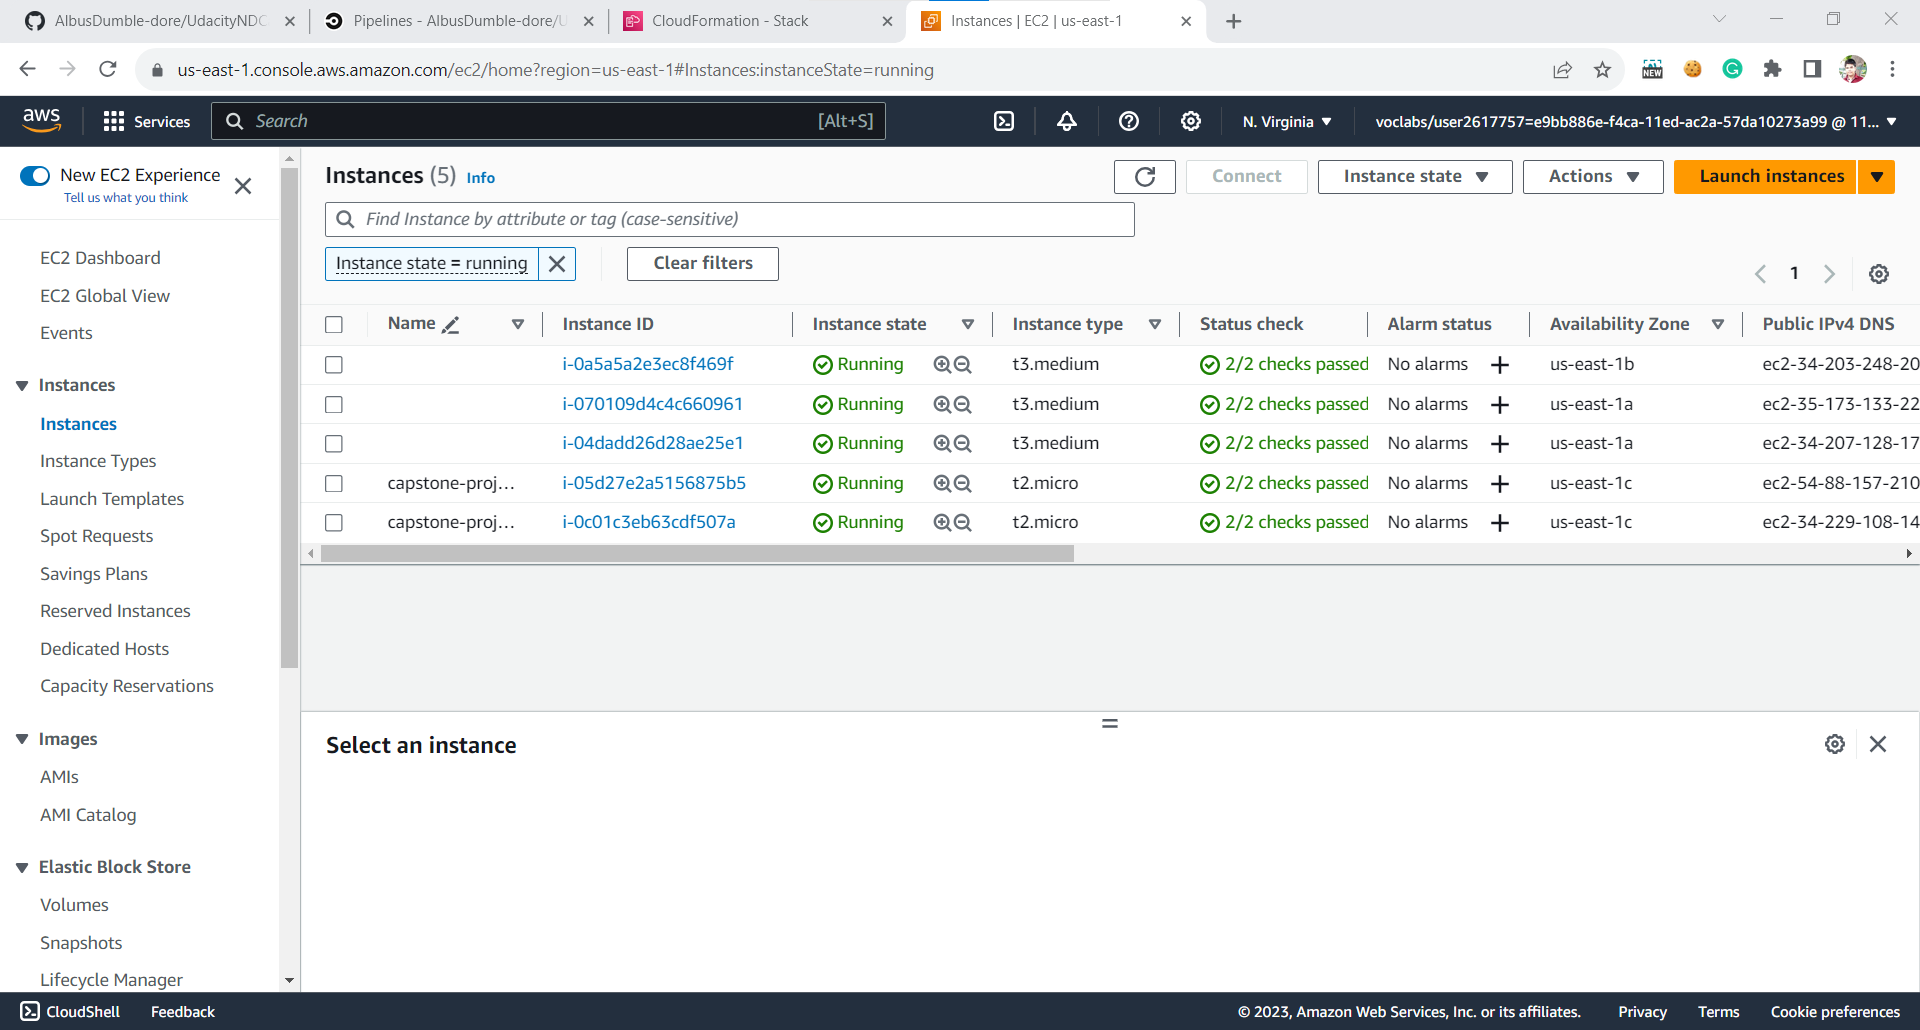 AlbusDumble-dore/UdacityNDC
Pipelines - AlbusDumble-dore/U
CloudFormation - Stack
Instances | EC2 | us-east-1
us-east-1.console.aws.amazon.com/ec2/home?region=us-east-1#Instances:instanceState=running
NEW
aws
Services
Search
[Alt+S]
N. Virginia
voclabs/user2617757=e9bb886e-f4ca-11ed-ac2a-57da10273a99 @ 11...
New EC2 Experience
Tell us what you think
EC2 Dashboard
EC2 Global View
Events
Instances
Instances
Instance Types
Launch Templates
Spot Requests
Savings Plans
Reserved Instances
Dedicated Hosts
Capacity Reservations
Images
AMIs
AMI Catalog
Elastic Block Store
Volumes
Snapshots
Lifecycle Manager
Instances (5) Info
Connect
Instance state
Actions
Launch instances
Find Instance by attribute or tag (case-sensitive)
Instance state = running
Clear filters
1
Name Instance ID Instance state Instance type Status check Alarm status Availability Zone Public IPv4 DNS
i-0a5a5a2e3ec8f469f Running t3.medium 2/2 checks passed No alarms + us-east-1b ec2-34-203-248-20
i-070109d4c4c660961 Running t3.medium 2/2 checks passed No alarms + us-east-1a ec2-35-173-133-22
i-04dadd26d28ae25e1 Running t3.medium 2/2 checks passed No alarms + us-east-1a ec2-34-207-128-17
capstone-proj... i-05d27e2a5156875b5 Running t2.micro 2/2 checks passed No alarms + us-east-1c ec2-54-88-157-210
capstone-proj... i-0c01c3eb63cdf507a Running t2.micro 2/2 checks passed No alarms + us-east-1c ec2-34-229-108-14
Select an instance
CloudShell
Feedback
© 2023, Amazon Web Services, Inc. or its affiliates.
Privacy
Terms
Cookie preferences